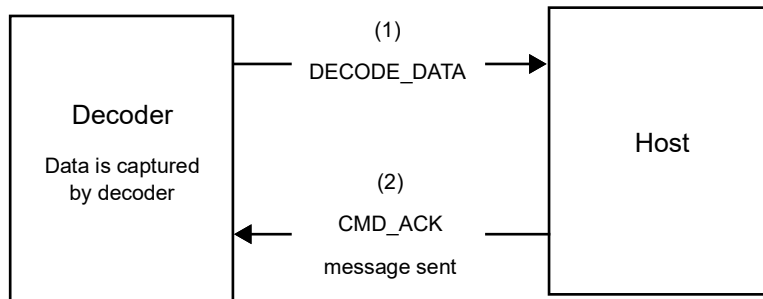 Decoder
Data is captured
by decoder
(1)
DECODE_DATA
(2)
CMD_ACK
message sent
Host